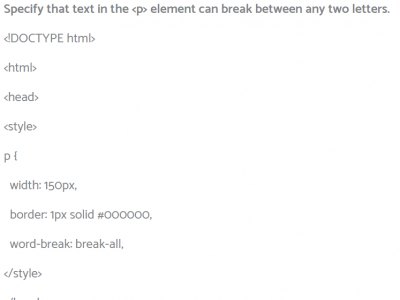 Specify that text in the <p> element can break between any two letters.
<!DOCTYPE html>
<html>
<head>
<style>
p {
width: 150px,
border: 1px solid #000000,
word-break: break-all,
</style>